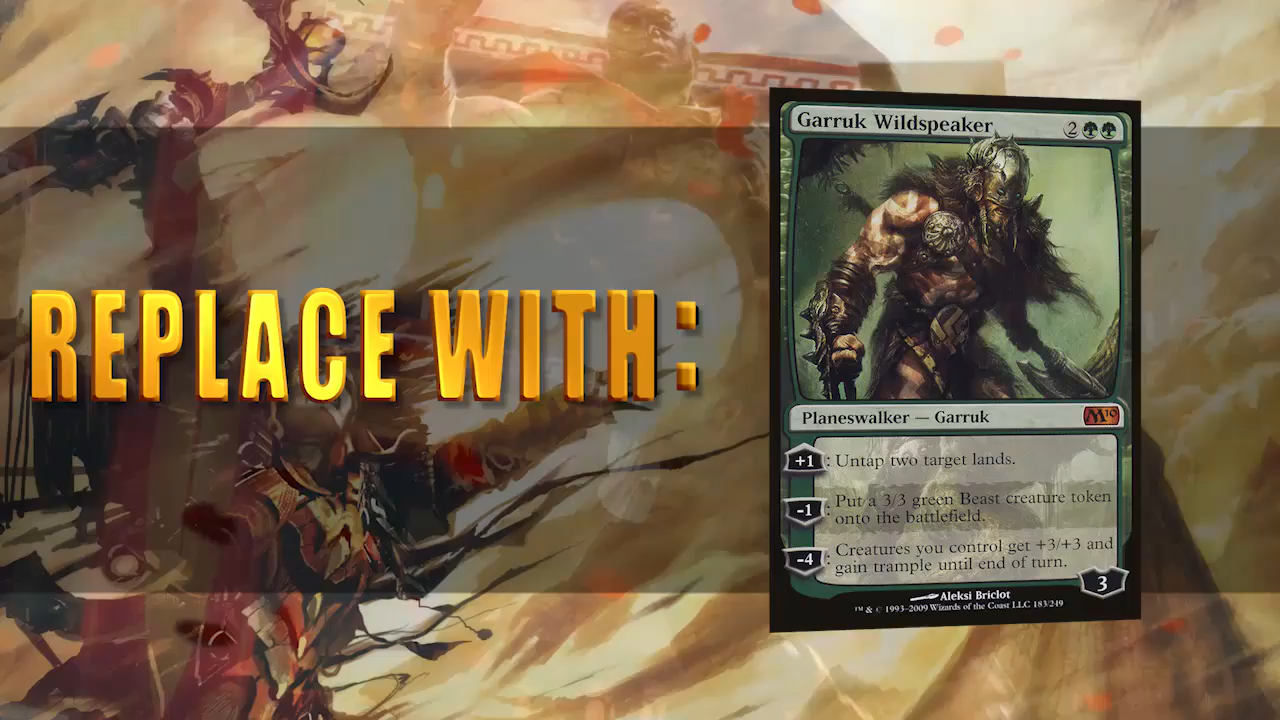 REPLACE WITH:
Garruk Wildspeaker 2
Planeswalker — Garruk M10
+1: Untap two target lands.
-1: Put a 3/3 green Beast creature token
onto the battlefield.
-4: Creatures you control get +3/+3 and
gain trample until end of turn.
3
Aleksi Briclot
™ & © 1993–2009 Wizards of the Coast LLC 183/249